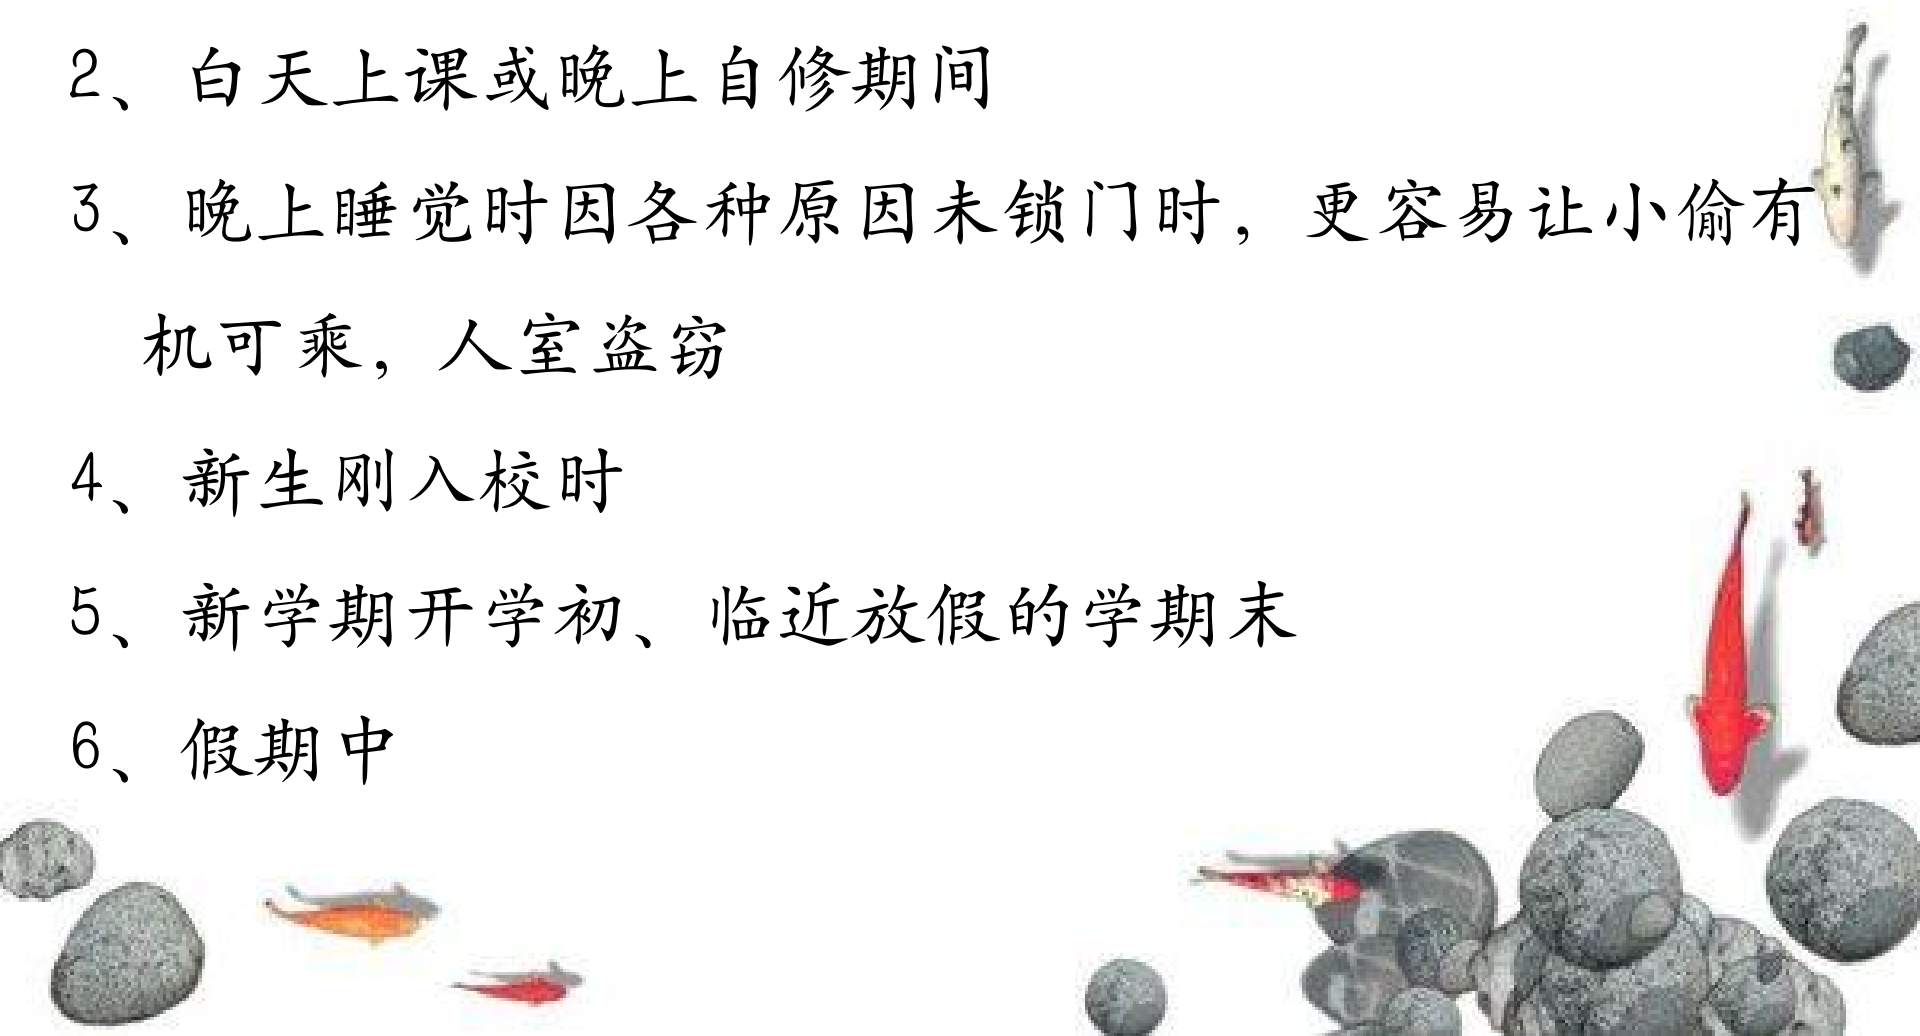 2、白天上课或晚上自修期间
3、晚上睡觉时因各种原因未锁门时，更容易让小偷有
机可乘，人室盗窃
4、新生刚入校时
5、新学期开学初、临近放假的学期末
6、假期中